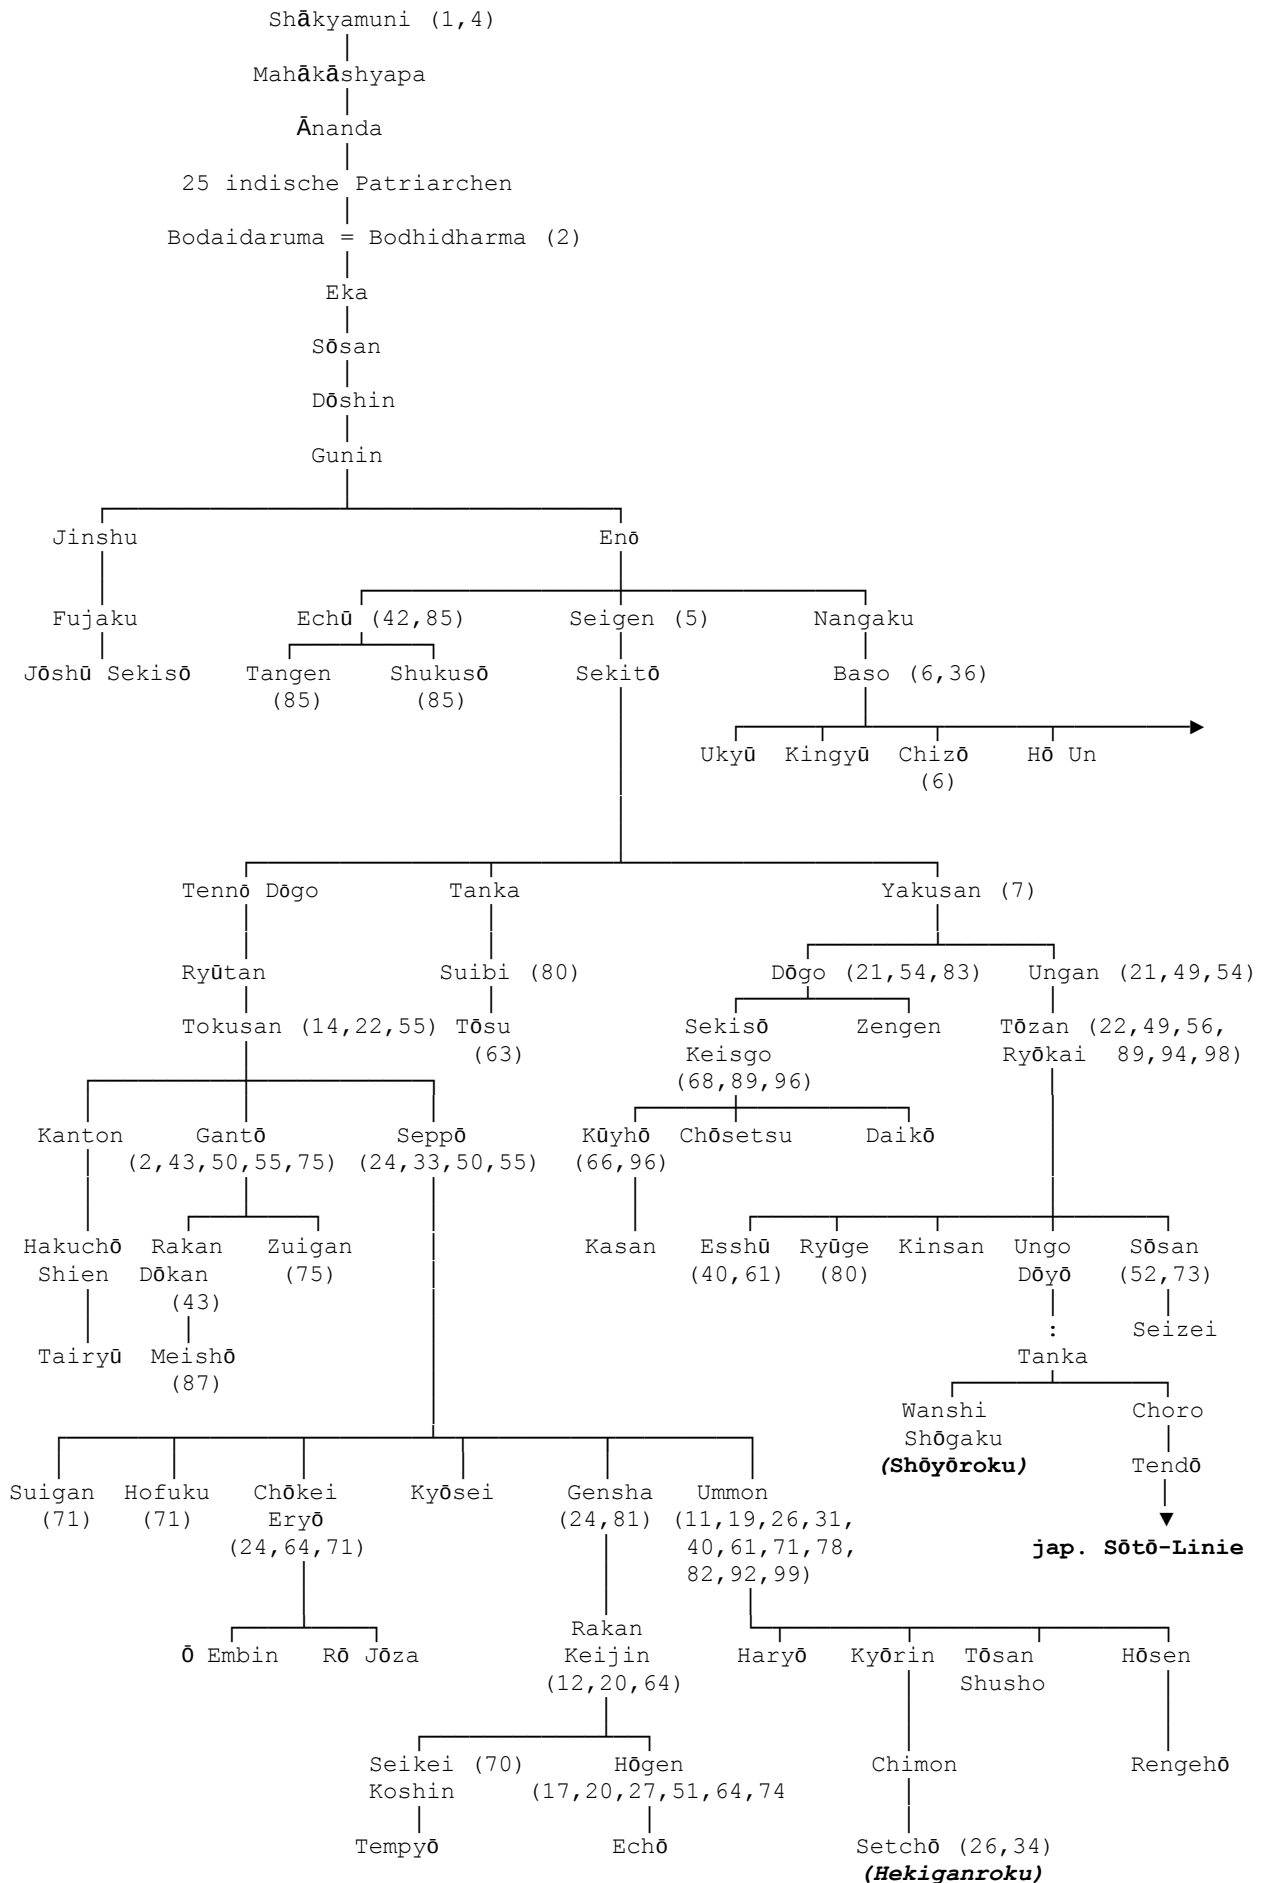 Shākyamuni (1,4)
Mahākāshyapa
Ānanda
25 indische Patriarchen
Bodaidaruma = Bodhidharma (2)
Eka
Sōsan
Dōshin
Gunin
Jinshu Enō
Fujaku Echū (42,85) Seigen (5) Nangaku
Jōshū Sekisō Tangen Shukusō Sekitō Baso (6,36)
(85) (85)
Ukyū Kingyū Chizō Hō Un
(6)
Tennō Dōgo Tanka Yakusan (7)
Ryūtan Suibi (80) Dōgo (21,54,83) Ungan (21,49,54)
Tokusan (14,22,55) Tōsu Sekisō Zengen Tōzan (22,49,56,
(63) Keisgo Ryōkai 89,94,98)
(68,89,96)
Kanton Gantō Seppō Kūyhō Chōsetsu Daikō
(2,43,50,55,75) (24,33,50,55) (66,96)
Hakuchō Rakan Zuigan Kasan Esshū Ryūge Kinsan Ungo Sōsan
Shien Dōkan (75) (40,61) (80) Dōyō (52,73)
(43)
: Seizei
Tairyū Meishō Tanka
(87)
Wanshi Choro
Shōgaku
(Shōyōroku) Tendō
Suigan Hofuku Chōkei Kyōsei Gensha Ummon
(71) (71) Eryō (24,81) (11,19,26,31,
(24,64,71) 40,61,71,78, jap. Sōtō-Linie
82,92,99)
Rakan
Ō Embin Rō Jōza Keijin Haryō Kyōrin Tōsan Hōsen
(12,20,64) Shusho
Seikei (70) Hōgen Chimon Rengehō
Koshin (17,20,27,51,64,74
Tempyō Echō Setchō (26,34)
(Hekiganroku)